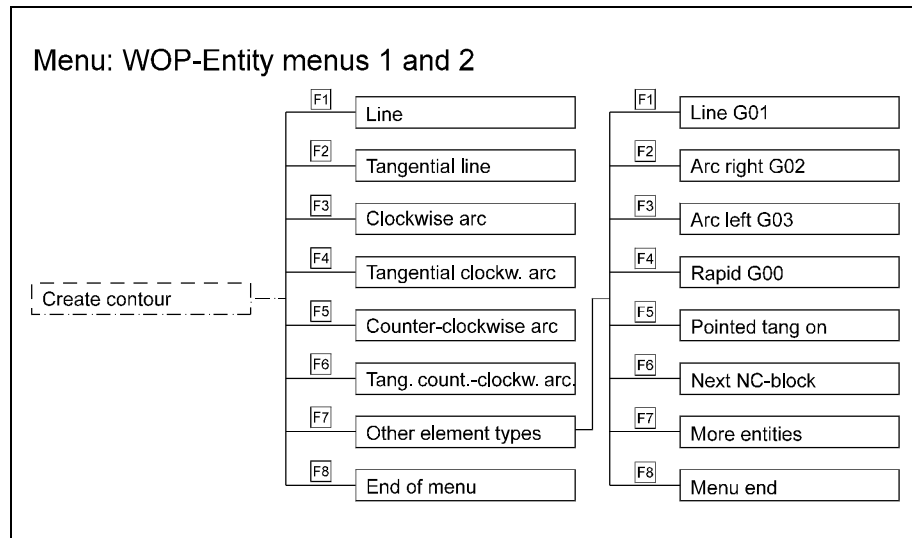 Menu: WOP-Entity menus 1 and 2
Create contour
F1 Line
F2 Tangential line
F3 Clockwise arc
F4 Tangential clockw. arc
F5 Counter-clockwise arc
F6 Tang. count.-clockw. arc.
F7 Other element types
F8 End of menu
F1 Line G01
F2 Arc right G02
F3 Arc left G03
F4 Rapid G00
F5 Pointed tang on
F6 Next NC-block
F7 More entities
F8 Menu end